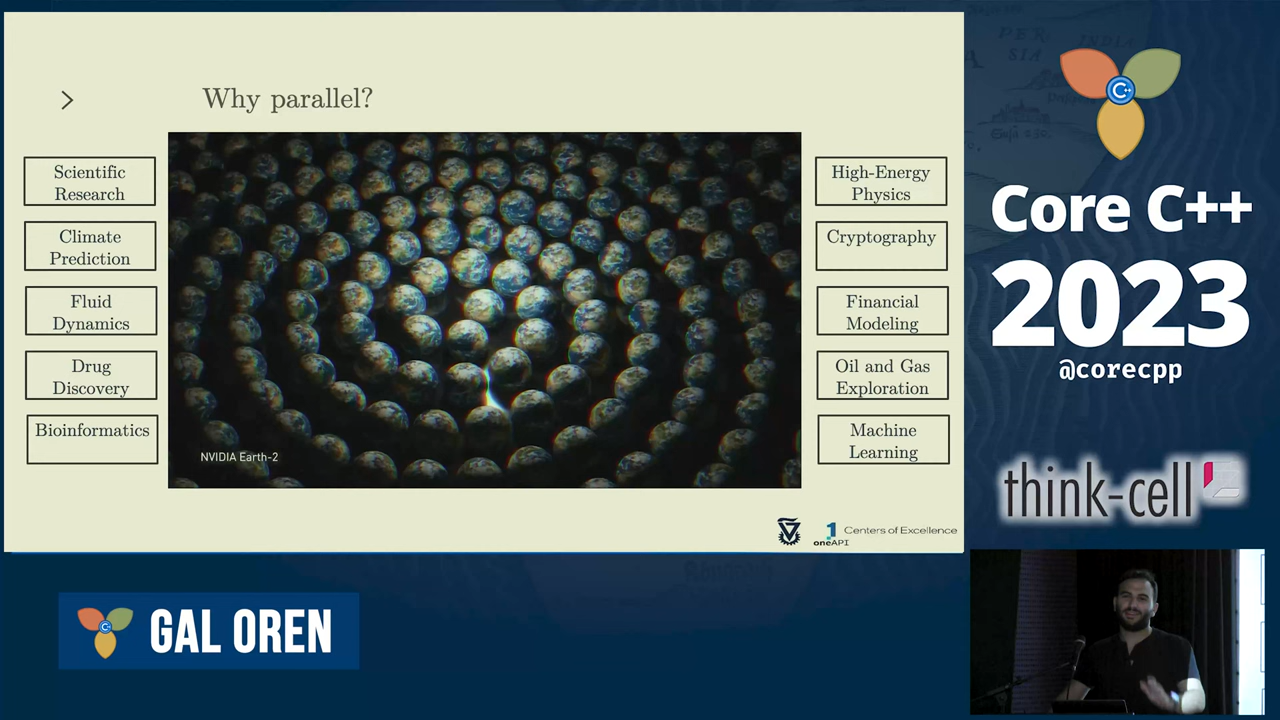 >
Why parallel?
Scientific
Research
Climate
Prediction
Fluid
Dynamics
Drug
Discovery
Bioinformatics
NVIDIA Earth-2
High-Energy
Physics
Cryptography
Financial
Modeling
Oil and Gas
Exploration
Machine
Learning
1 Centers of Excellence
oneAPI
C++
Core C++
2023
@corecpp
think-cell
C++
GAL OREN